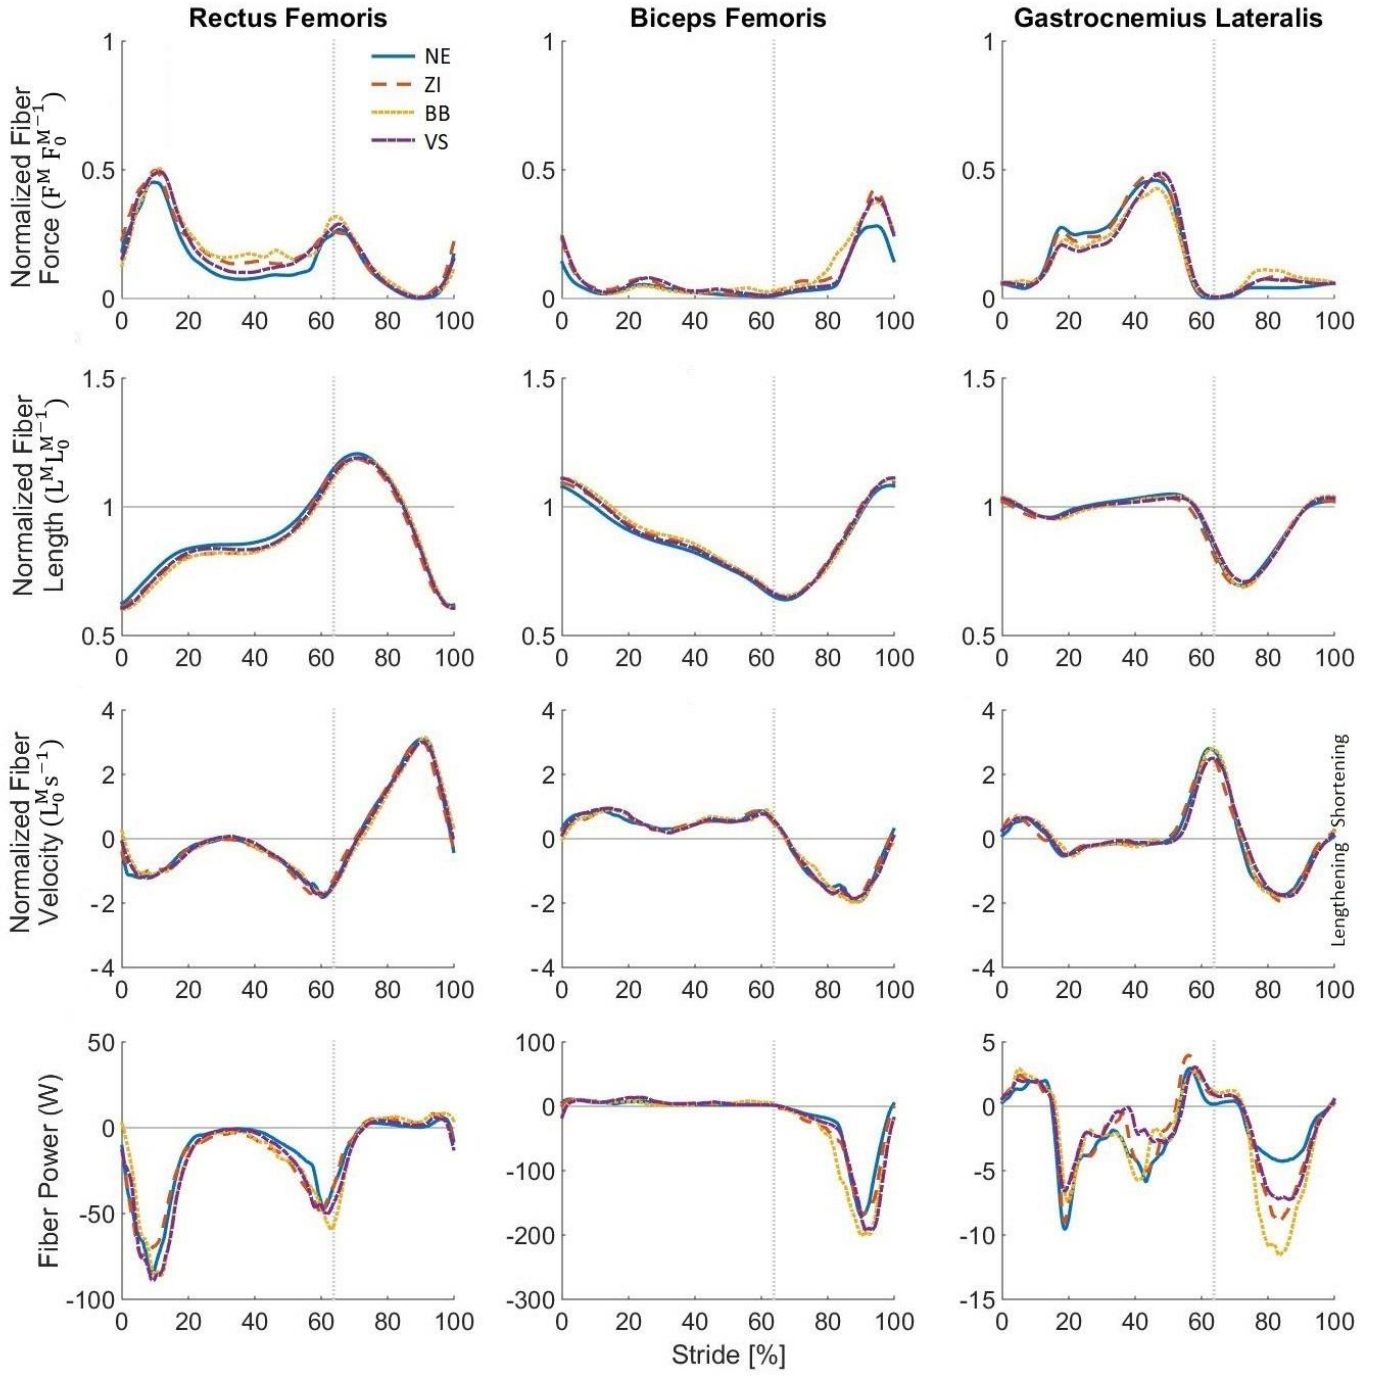 Rectus Femoris
Biceps Femoris
Gastrocnemius Lateralis
NE
ZI
BB
VS
Normalized Fiber
Force (F^M F_0^M^-1)
1
0.5
0
0 20 40 60 80 100
1
0.5
0
0 20 40 60 80 100
1
0.5
0
0 20 40 60 80 100
Normalized Fiber
Length (L^M L_0^M^-1)
1.5
1
0.5
0 20 40 60 80 100
1.5
1
0.5
0 20 40 60 80 100
1.5
1
0.5
0 20 40 60 80 100
Normalized Fiber
Velocity (L_0^M s^-1)
4
2
0
-2
-4
0 20 40 60 80 100
4
2
0
-2
-4
0 20 40 60 80 100
4
2
0
-2
-4
0 20 40 60 80 100
Lengthening Shortening
Fiber Power (W)
50
0
-50
-100
0 20 40 60 80 100
100
0
-100
-200
-300
0 20 40 60 80 100
5
0
-5
-10
-15
0 20 40 60 80 100
Stride [%]